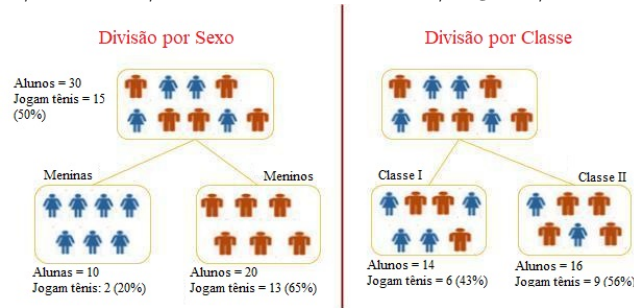 Divisão por Sexo
Alunos = 30
Jogam tênis = 15
(50%)
Meninas
Meninos
Alunas = 10
Jogam tênis: 2 (20%)
Alunos = 20
Jogam tênis = 13 (65%)
Divisão por Classe
Classe I
Classe II
Alunos = 14
Jogam tênis = 6 (43%)
Alunos = 16
Jogam tênis = 9 (56%)